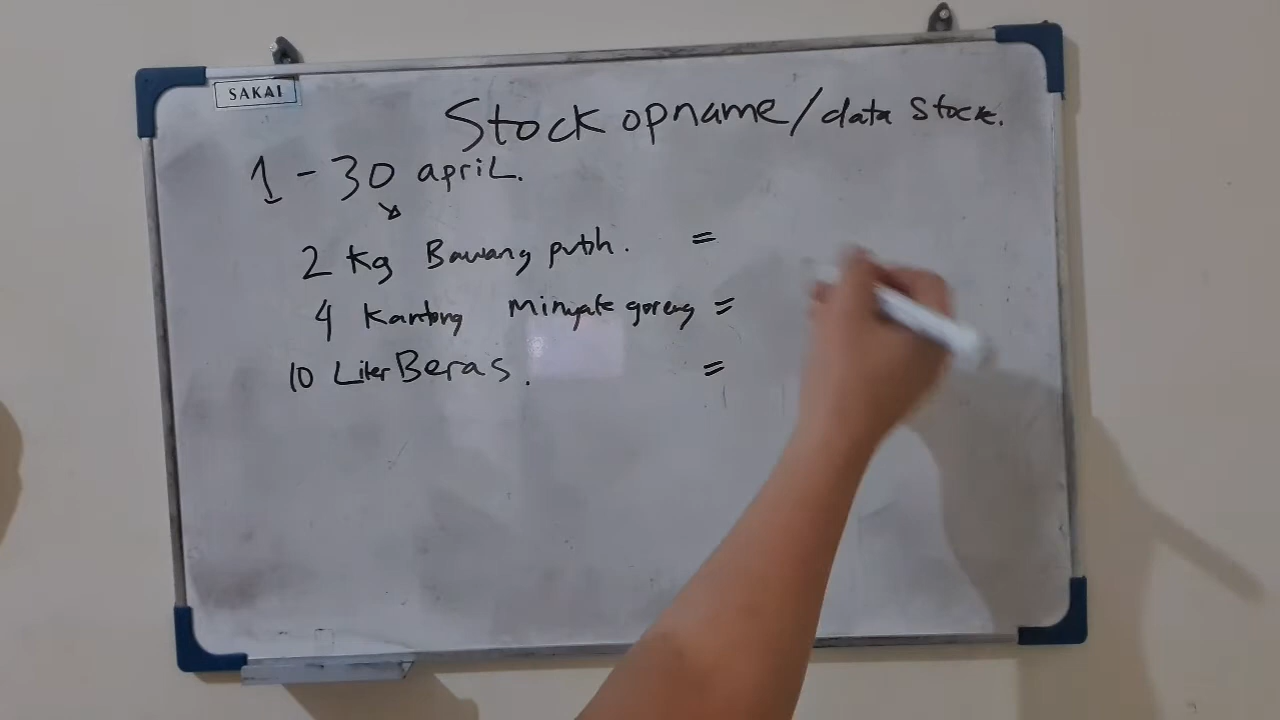 SAKAI
Stock opname/data Stock.
1 - 30 april.
2 Kg Bawang putih. =
4 Kantong Minyak goreng =
10 Liter Beras. =